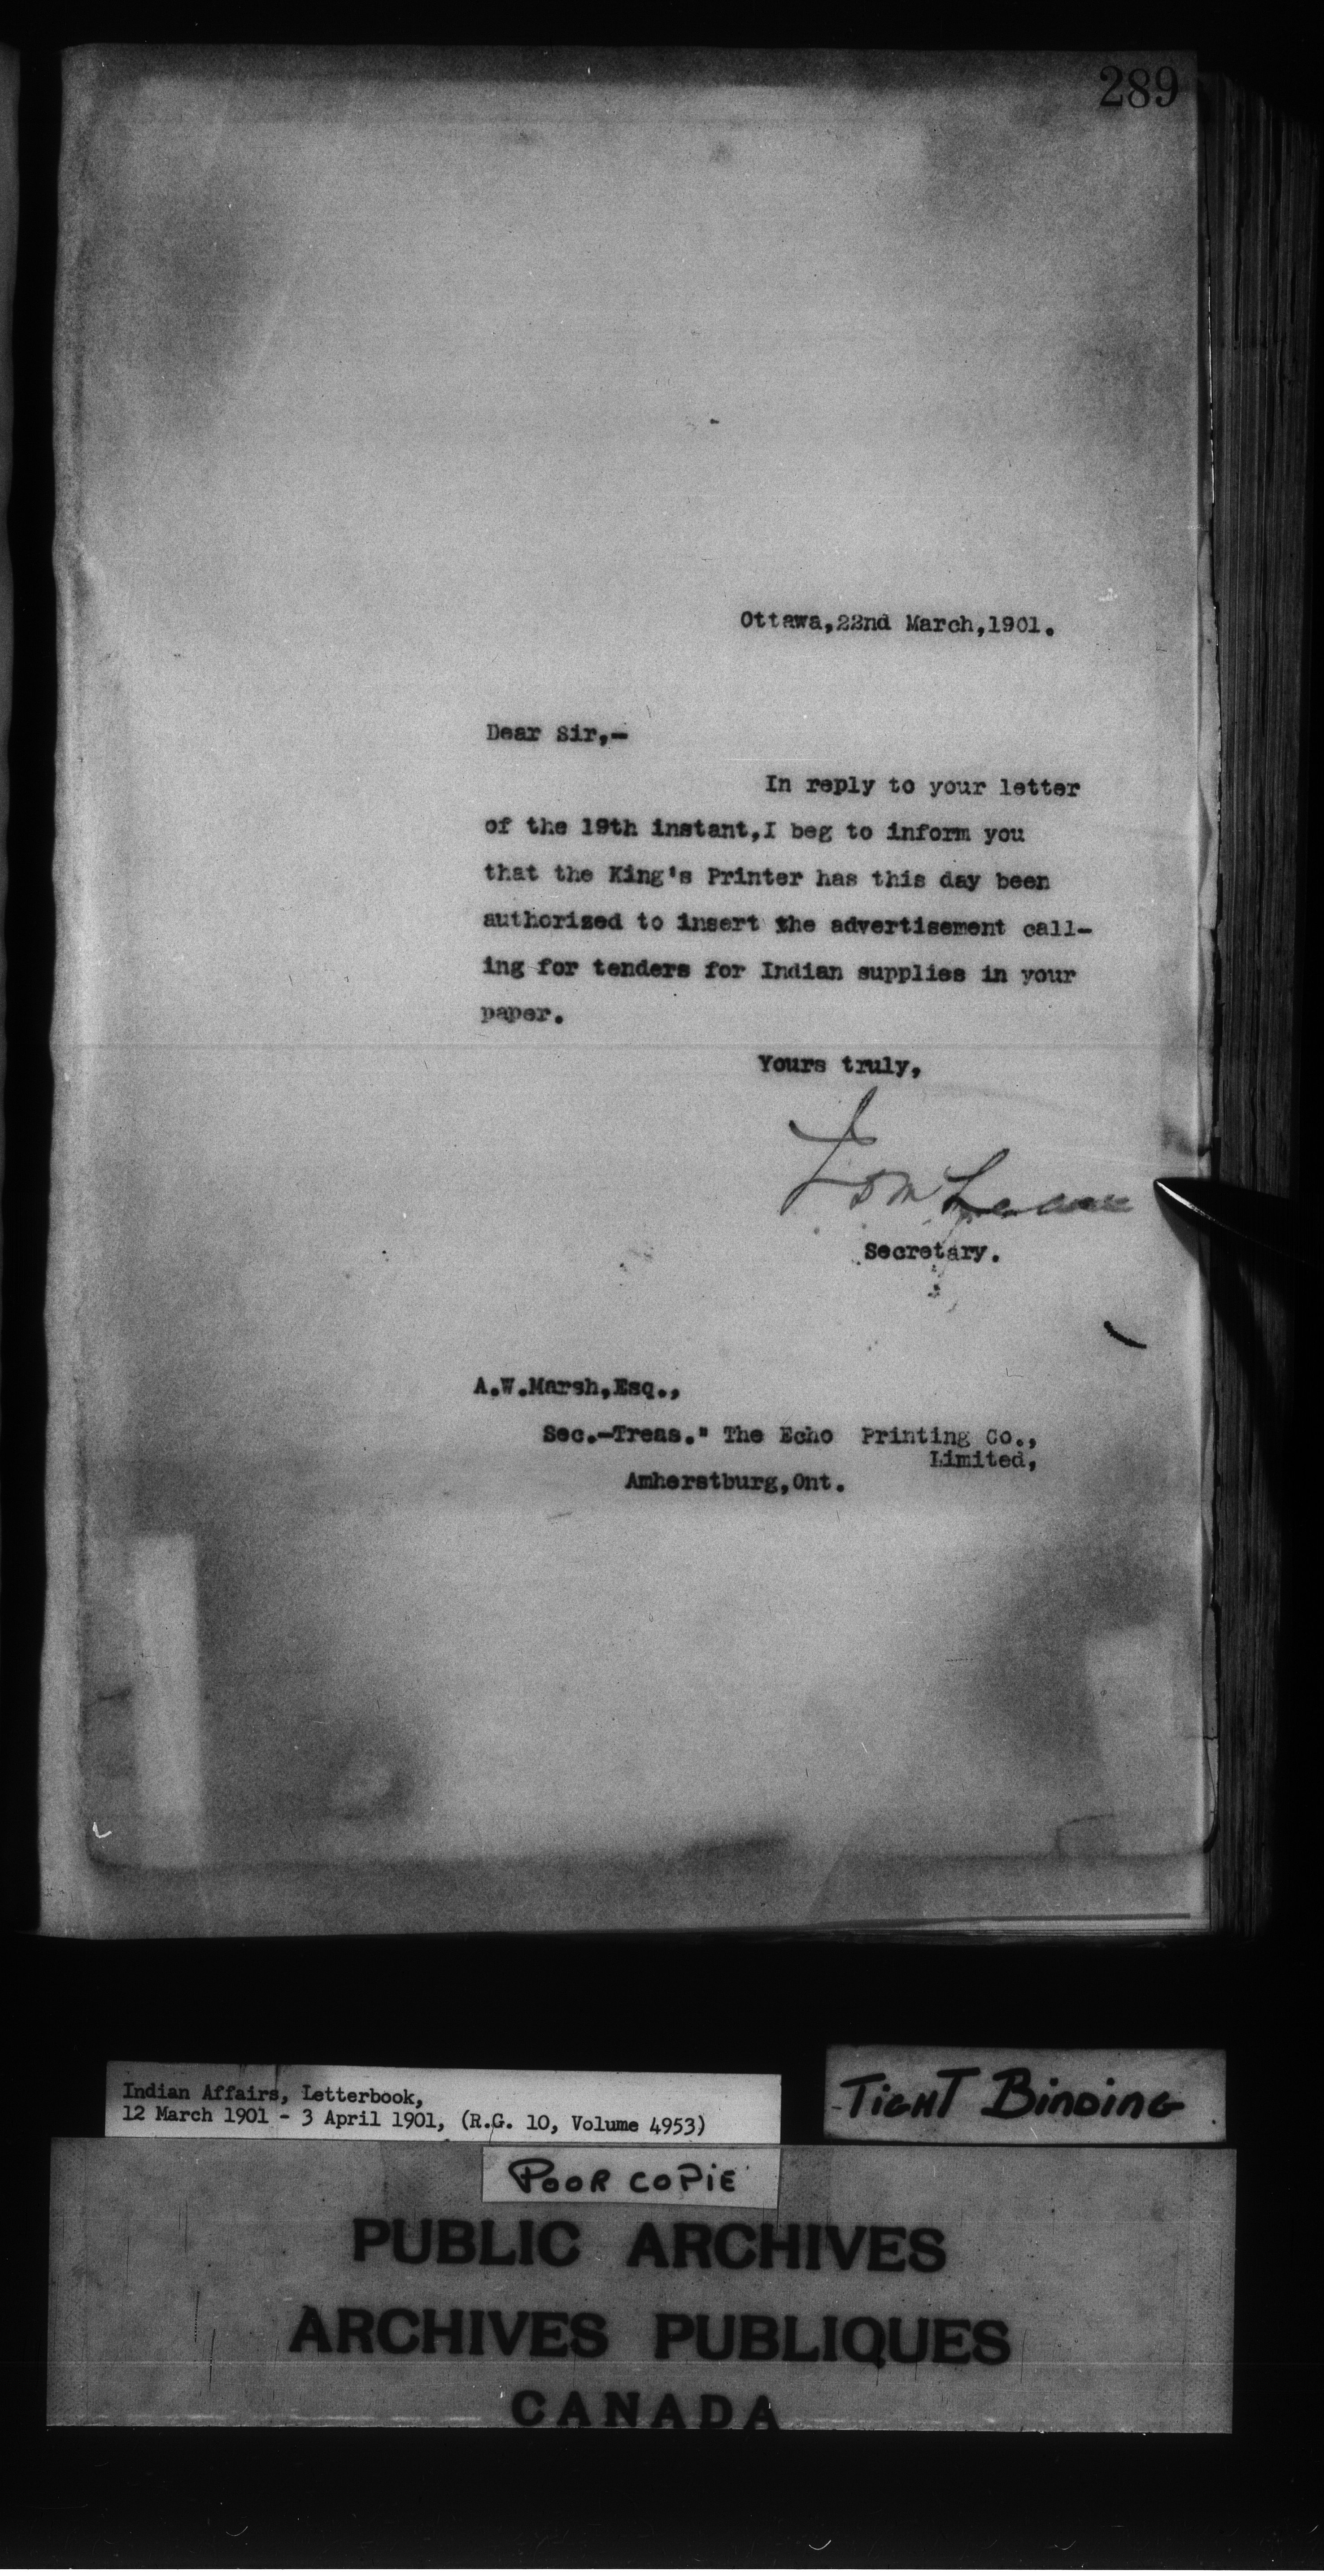 289
Ottawa,22nd March,1901.
Dear Sir,-
In reply to your letter
of the 19th instant,I beg to inform you
that the King's Printer has this day been
authorized to insert the advertisement call-
ing for tenders for Indian supplies in your
paper.
Yours truly,
Secretary.
A.W.Marsh,Esq.,
Sec.-Treas." The Echo Printing Co.,
Limited,
Amherstburg,Ont.
Indian Affairs, Letterbook,
12 March 1901 - 3 April 1901, (R.G. 10, Volume 4953)
TIGHT BINDING
POOR COPIE
PUBLIC ARCHIVES
ARCHIVES PUBLIQUES
CANADA